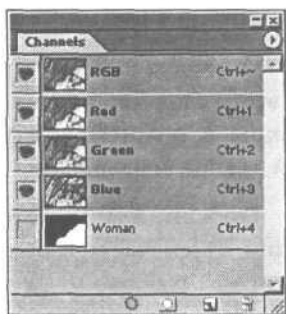 Channels
RGB Ctrl+~
Red Ctrl+1
Green Ctrl+2
Blue Ctrl+3
Woman Ctrl+4